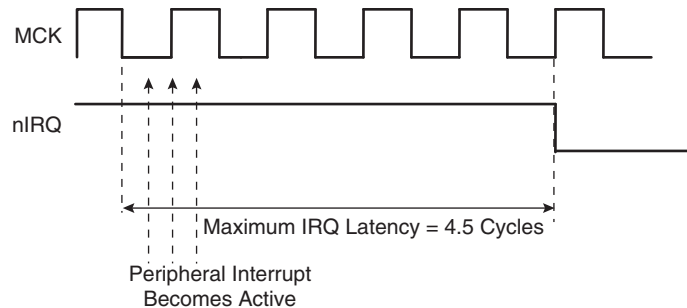 MCK
nIRQ
Maximum IRQ Latency = 4.5 Cycles
Peripheral Interrupt
Becomes Active